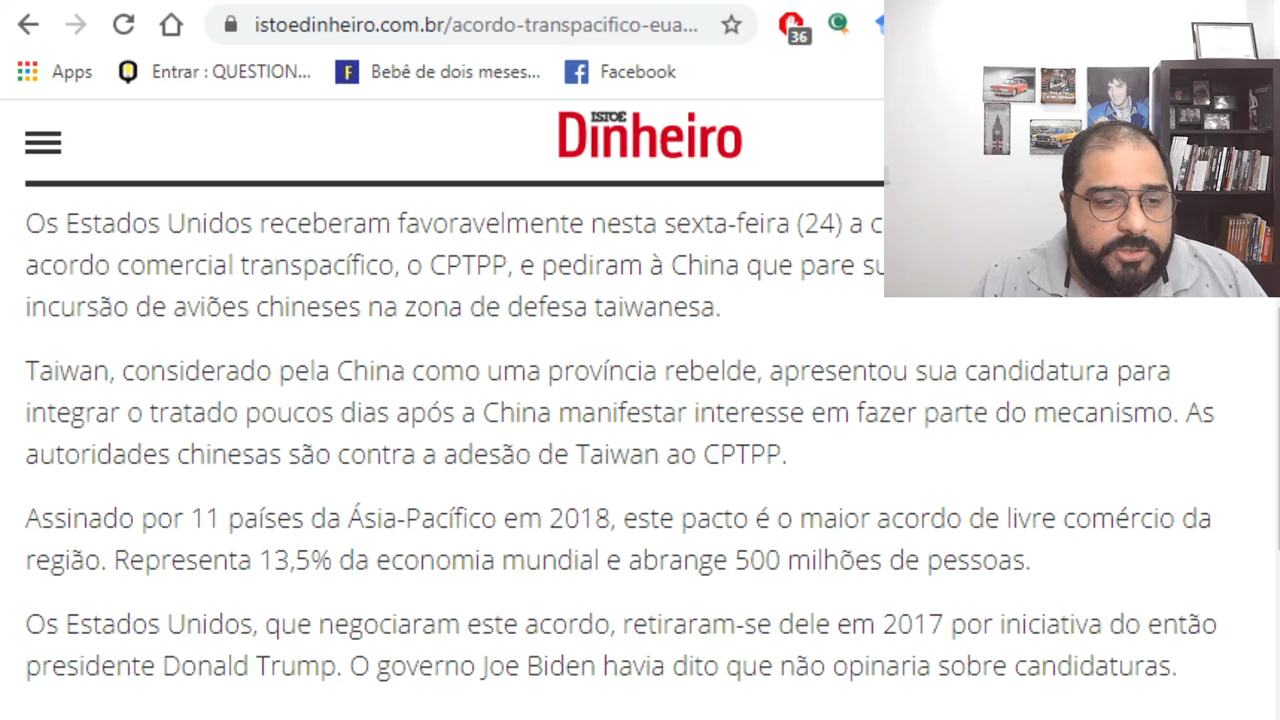 istoedinheiro.com.br/acordo-transpacifico-eua...
36
Apps
Entrar : QUESTION...
F
Bebê de dois meses...
Facebook
ISTOÉ
Dinheiro
Os Estados Unidos receberam favoravelmente nesta sexta-feira (24) a
acordo comercial transpacífico, o CPTPP, e pediram à China que pare
incursão de aviões chineses na zona de defesa taiwanesa.
Taiwan, considerado pela China como uma província rebelde, apresentou sua candidatura para
integrar o tratado poucos dias após a China manifestar interesse em fazer parte do mecanismo. As
autoridades chinesas são contra a adesão de Taiwan ao CPTPP.
Assinado por 11 países da Ásia-Pacífico em 2018, este pacto é o maior acordo de livre comércio da
região. Representa 13,5% da economia mundial e abrange 500 milhões de pessoas.
Os Estados Unidos, que negociaram este acordo, retiraram-se dele em 2017 por iniciativa do então
presidente Donald Trump. O governo Joe Biden havia dito que não opinaria sobre candidaturas.